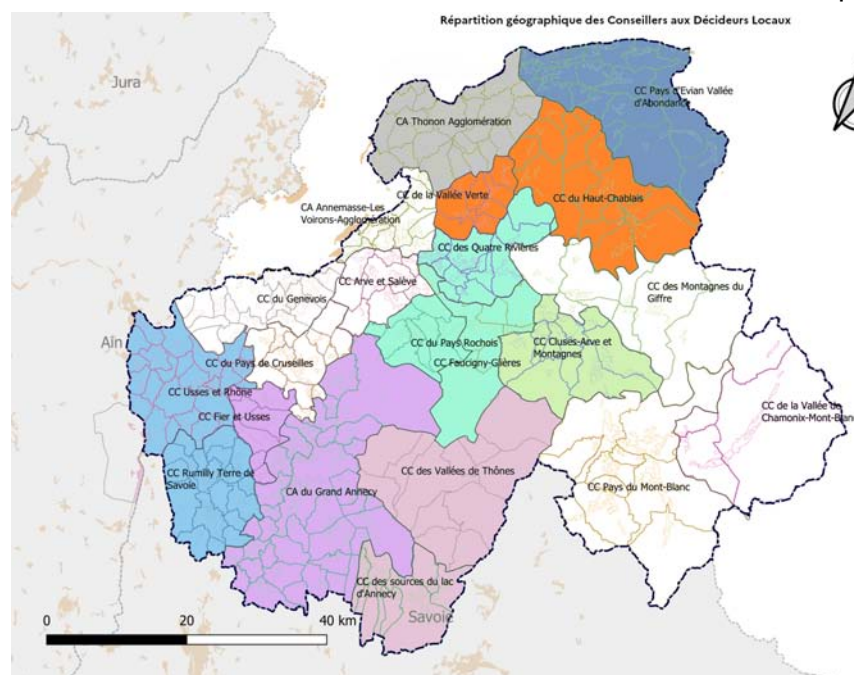 Répartition géographique des Conseillers aux Décideurs Locaux
Jura
CC Pays d'Evian Vallée
d'Abondance
CA Thonon Agglomération
CC de la Vallée Verte
CC du Haut-Chablais
CA Annemasse-Les
Voirons-Agglomération
CC des Quatre Rivières
CC Arve et Salève
CC des Montagnes du
Giffre
CC du Genevois
Ain
CC du Pays Rochois
CC Cluses-Arve et
Montagnes
CC du Pays de Cruseilles
CC Faucigny-Glières
CC Usses et Rhône
CC de la Vallée de
Chamonix-Mont-Blanc
CC Fier et Usses
CC Rumilly Terre de
Savoie
CC des Vallées de Thônes
CA du Grand Annecy
CC Pays du Mont-Blanc
CC des sources du lac
d'Annecy
Savoie
0 20 40 km